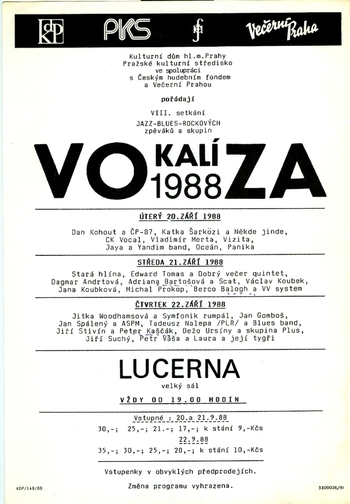 KDP PKS Večerní Praha
Kulturní dům hl.m.Prahy
Pražské kulturní středisko
ve spolupráci
s Českým hudebním fondem
a Večerní Prahou
pořádají
VIII. setkání
JAZZ-BLUES-ROCKOVÝCH
zpěváků a skupin
VOKALÍZA
1988
ÚTERÝ 20.ZÁŘÍ 1988
Dan Kohout a ČP-87, Katka Šarközi a Někde jinde,
CK Vocal, Vladimír Merta, Vizita,
Jaya a Yandim band, Oceán, Panika
STŘEDA 21.ZÁŘÍ 1988
Stará hlína, Edward Tomas a Dobrý večer quintet,
Dagmar Andrtová, Adriana Bartošová a Scat, Václav Koubek,
Jana Koubková, Michal Prokop, Berco Balogh a VV system
ČTVRTEK 22.ZÁŘÍ 1988
Jitka Woodhamsová a Symfonik rumpál, Jan Gomboš,
Jan Spálený a ASPM, Tadeusz Nalepa /PLR/ a Blues band,
Jiří Stivín a Peter Kaščák, Dežo Ursíny a skupina Plus,
Jiří Suchý, Petr Váša a Laura a její tygři
LUCERNA
velký sál
VŽDY OD 19.00 HODIN
Vstupné : 20.a 21.9.88
30,-; 25,-; 21.-; 17,-; k stání 9,-Kčs
22.9.88
35,-; 30,-; 25,-; 20,-; k stání 10,-Kčs
Vstupenky v obvyklých předprodejích.
Změna programu vyhrazena.
KDP/148/88